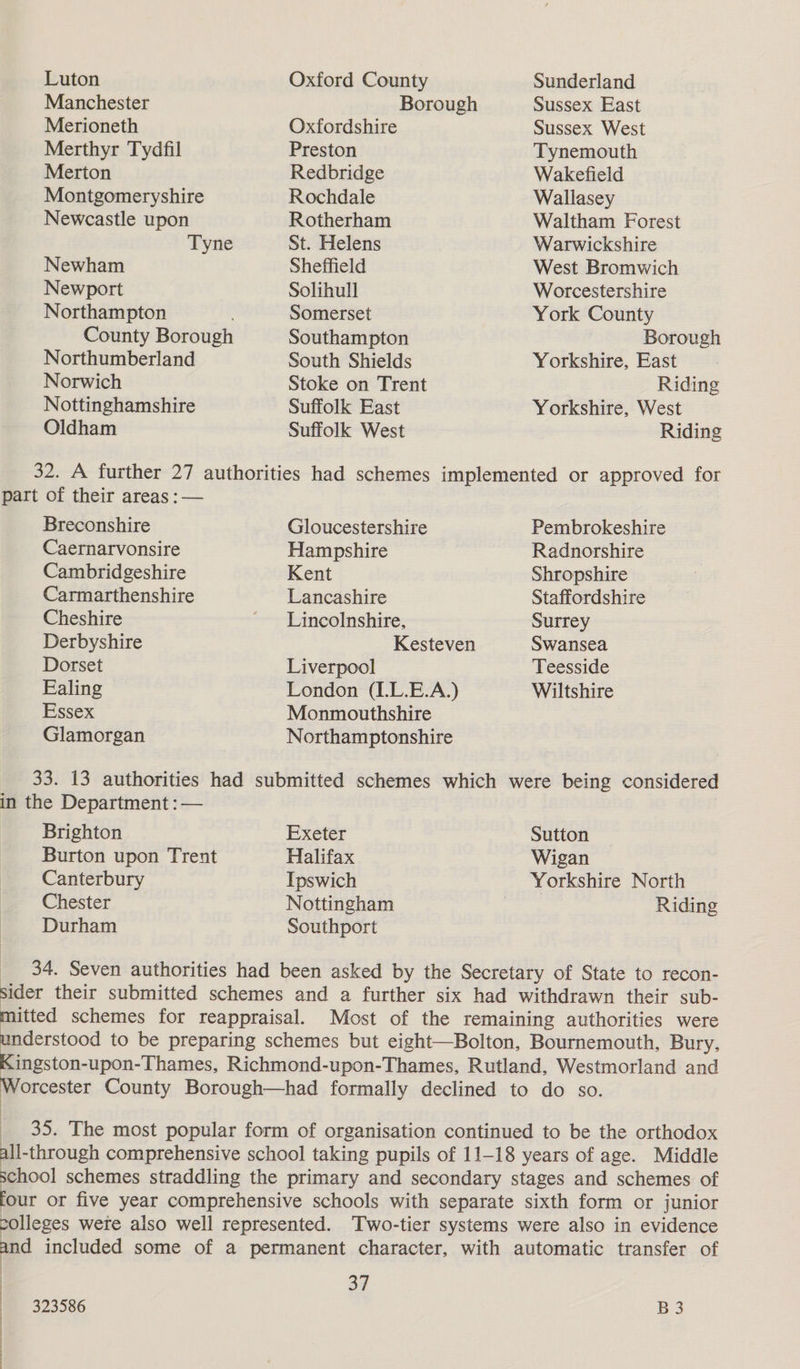 Luton
Manchester
Merioneth
Merthyr Tydfil
Merton
Montgomeryshire
Newcastle upon
Tyne
Newham
Newport
Northampton
County Borough
Northumberland
Norwich
Nottinghamshire
Oldham
Oxford County
Borough
Oxfordshire
Preston
Redbridge
Rochdale
Rotherham
St. Helens
Sheffield
Solihull
Somerset
Southampton
South Shields
Stoke on Trent
Suffolk East
Suffolk West
Sunderland
Sussex East
Sussex West
Tynemouth
Wakefield
Wallasey
Waltham Forest
Warwickshire
West Bromwich
Worcestershire
York County
Borough
Yorkshire, East
Riding
Yorkshire, West
Riding
32. A further 27 authorities had schemes implemented or approved for
part of their areas:—
Breconshire
Caernarvonsire
Cambridgeshire
Carmarthenshire
Cheshire
Derbyshire
Dorset
Ealing
Essex
Glamorgan
Gloucestershire
Hampshire
Kent
Lancashire
Lincolnshire,
Kesteven
Liverpool
London (I.L.E.A.)
Monmouthshire
Northamptonshire
Pembrokeshire
Radnorshire
Shropshire
Staffordshire
Surrey
Swansea
Teesside
Wiltshire
33. 13 authorities had submitted schemes which were being considered
in the Department:—
Brighton
Burton upon Trent
Canterbury
Chester
Durham
Exeter
Halifax
Ipswich
Nottingham
Southport
Sutton
Wigan
Yorkshire North
Riding
34. Seven authorities had been asked by the Secretary of State to recon-
sider their submitted schemes and a further six had withdrawn their sub-
mitted schemes for reappraisal. Most of the remaining authorities were
understood to be preparing schemes but eight—Bolton, Bournemouth, Bury,
Kingston-upon-Thames, Richmond-upon-Thames, Rutland, Westmorland and
Worcester County Borough—had formally declined to do so.
35. The most popular form of organisation continued to be the orthodox
all-through comprehensive school taking pupils of 11–18 years of age. Middle
school schemes straddling the primary and secondary stages and schemes of
four or five year comprehensive schools with separate sixth form or junior
colleges were also well represented. Two-tier systems were also in evidence
and included some of a permanent character, with automatic transfer of
37
323586
B 3